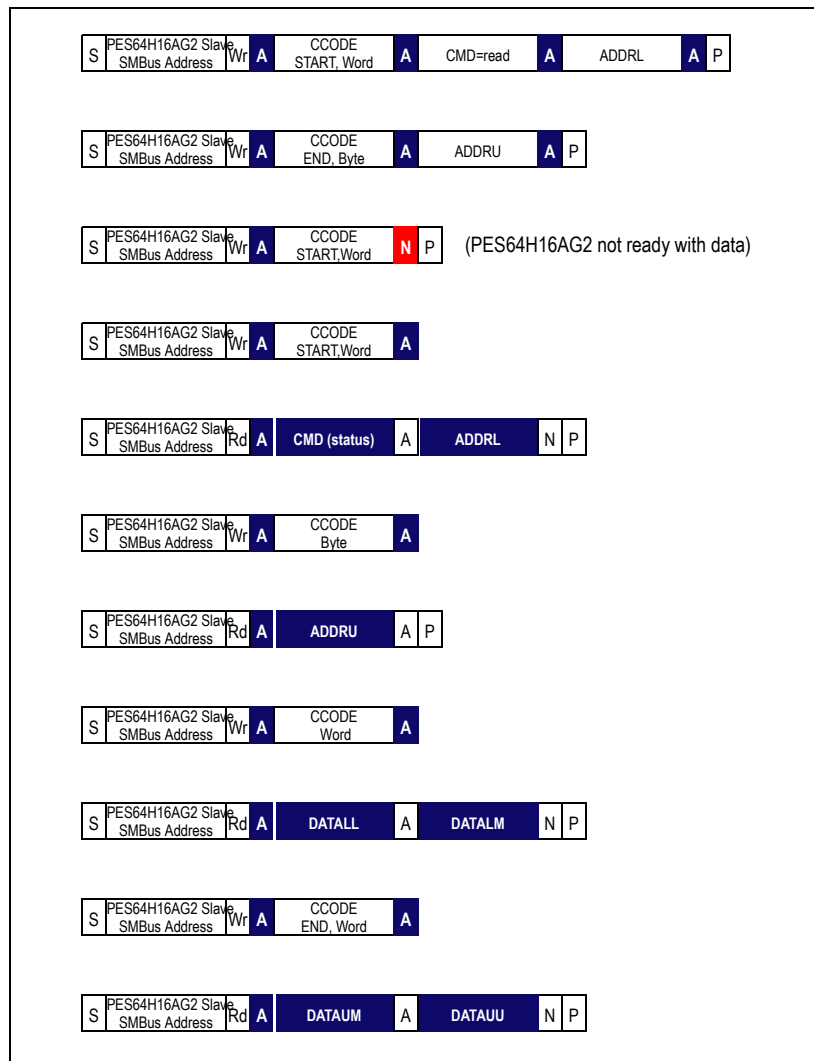 S PES64H16AG2 Slave SMBus Address Wr A CCODE START, Word A CMD=read A ADDRL A P
S PES64H16AG2 Slave SMBus Address Wr A CCODE END, Byte A ADDRU A P
S PES64H16AG2 Slave SMBus Address Wr A CCODE START,Word N P (PES64H16AG2 not ready with data)
S PES64H16AG2 Slave SMBus Address Wr A CCODE START,Word A
S PES64H16AG2 Slave SMBus Address Rd A CMD (status) A ADDRL N P
S PES64H16AG2 Slave SMBus Address Wr A CCODE Byte A
S PES64H16AG2 Slave SMBus Address Rd A ADDRU A P
S PES64H16AG2 Slave SMBus Address Wr A CCODE Word A
S PES64H16AG2 Slave SMBus Address Rd A DATALL A DATALM N P
S PES64H16AG2 Slave SMBus Address Wr A CCODE END, Word A
S PES64H16AG2 Slave SMBus Address Rd A DATAUM A DATAUU N P